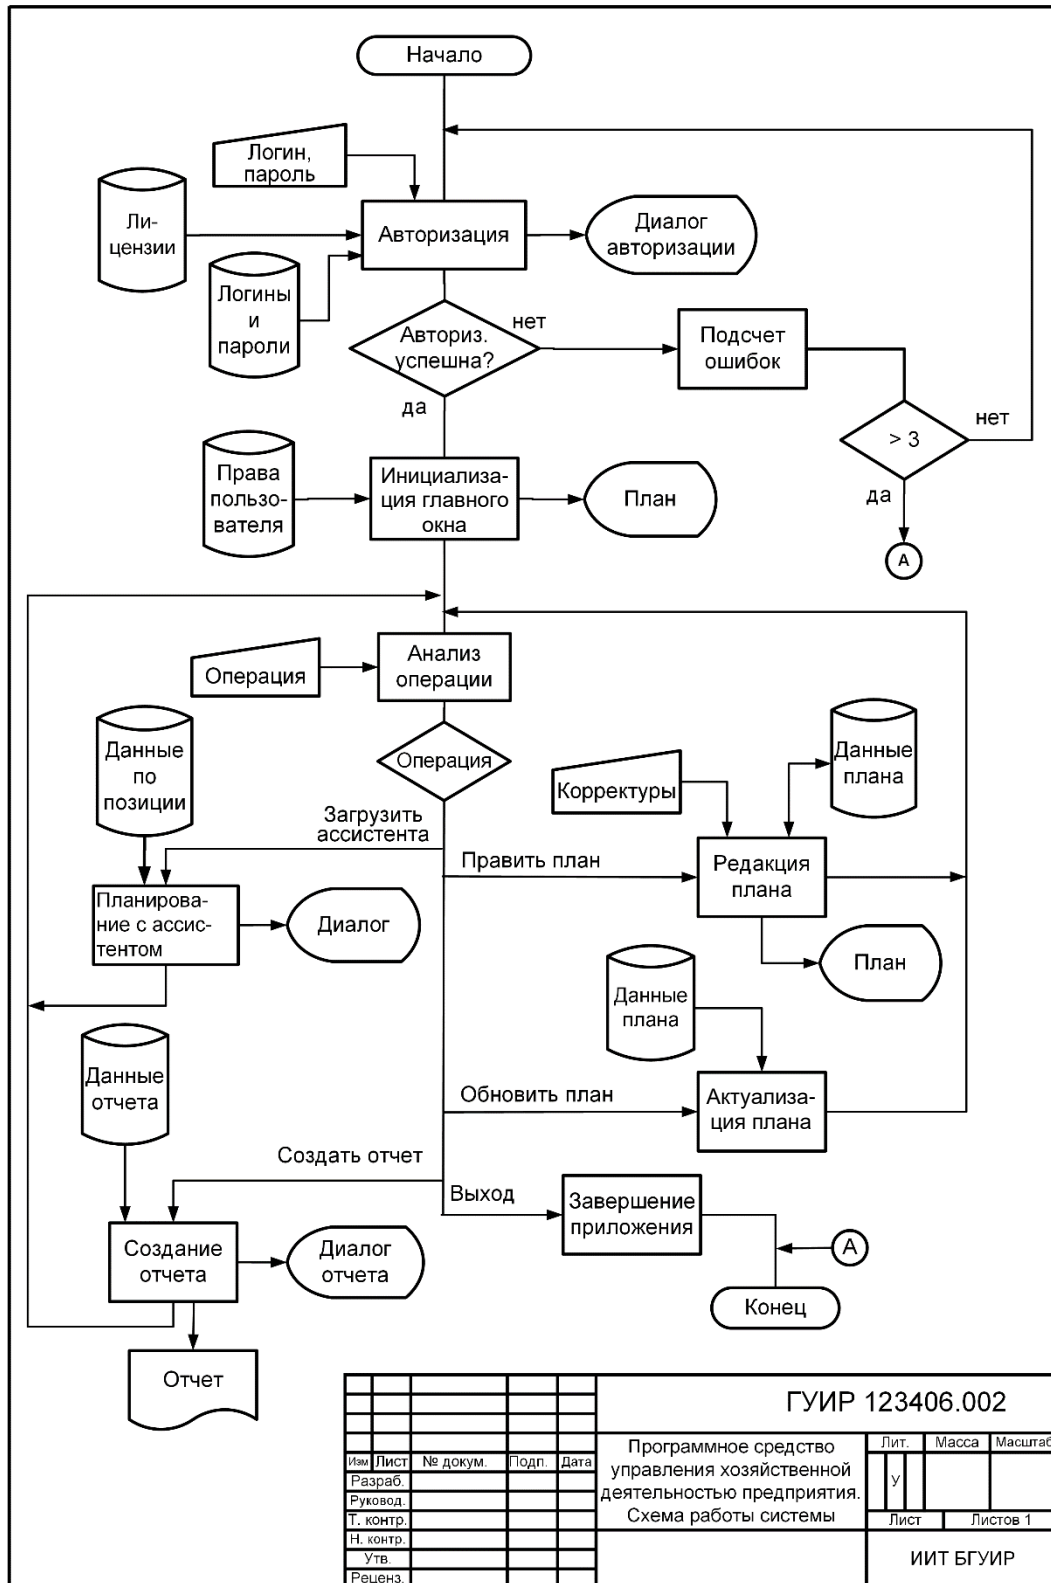 Начало
Логин,
пароль
Ли-
цензии
Авторизация
Диалог
авторизации
Логины
и
пароли
Авториз.
успешна?
нет
да
Подсчет
ошибок
> 3
нет
да
А
Права
пользо-
вателя
Инициализа-
ция главного
окна
План
Операция
Анализ
операции
Операция
Данные
по
позиции
Загрузить
ассистента
Корректуры
Данные
плана
Править план
Редакция
плана
Планирова-
ние с ассис-
тентом
Диалог
План
Данные
плана
Данные
отчета
Обновить план
Актуализа-
ция плана
Создать отчет
Выход
Завершение
приложения
А
Создание
отчета
Диалог
отчета
Конец
Отчет
ГУИР 123406.002
Изм Лист № докум. Подп. Дата
Разраб.
Руковод.
Т. контр.
Н. контр.
Утв.
Реценз.
Программное средство
управления хозяйственной
деятельностью предприятия.
Схема работы системы
Лит. Масса Масштаб
У
Лист Листов 1
ИИТ БГУИР